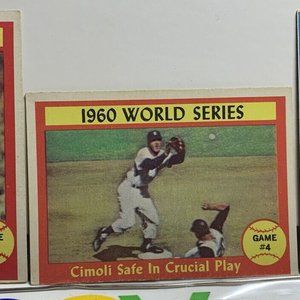 1960 WORLD SERIES
GAME
#4
Cimoli Safe In Crucial Play